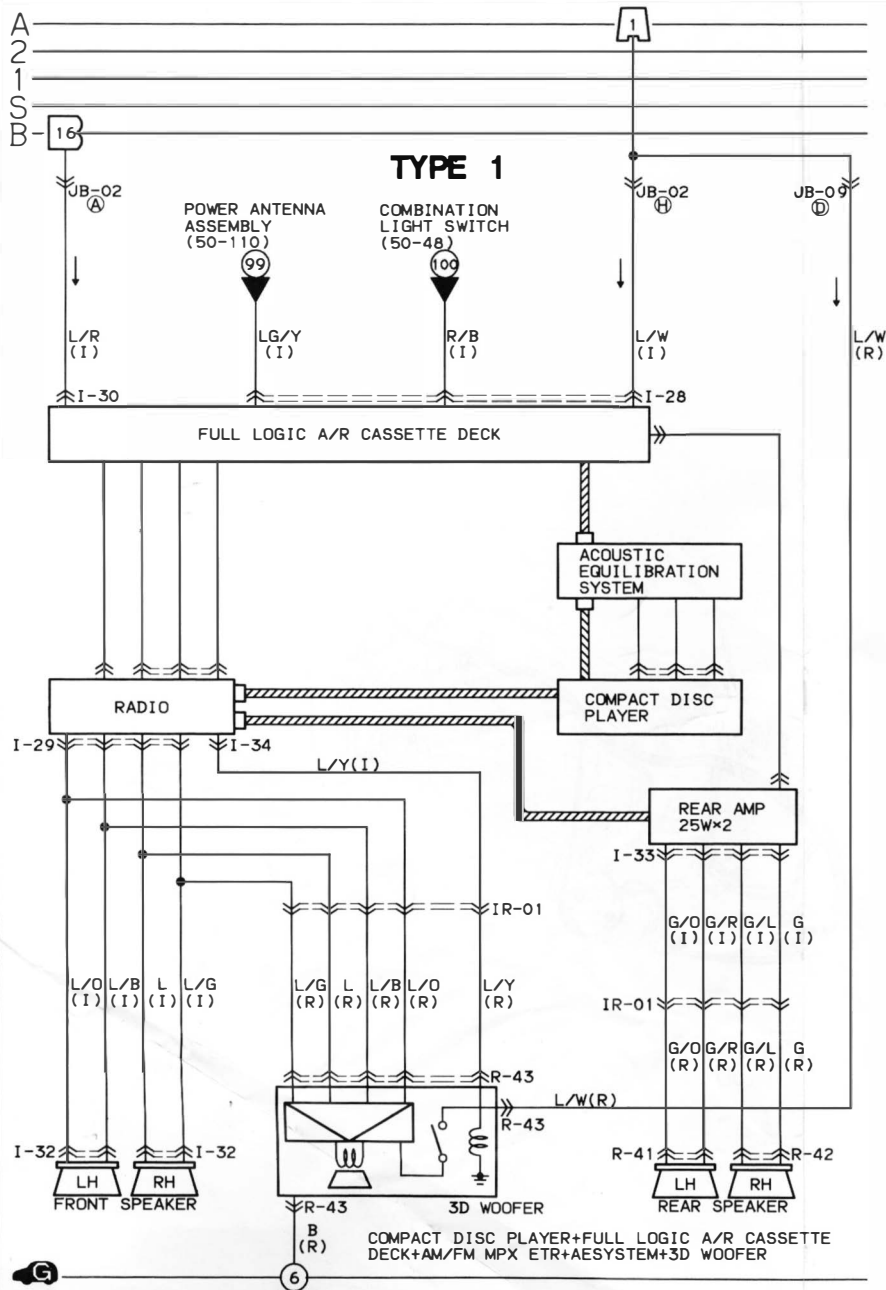 A
2
1
S
B
1
16
TYPE 1
JB-02
Ⓐ
JB-02
Ⓗ
JB-09
Ⓓ
POWER ANTENNA
ASSEMBLY
(50-110)
99
COMBINATION
LIGHT SWITCH
(50-48)
100
L/R
(I)
LG/Y
(I)
R/B
(I)
L/W
(I)
L/W
(R)
I-30
I-28
FULL LOGIC A/R CASSETTE DECK
ACOUSTIC
EQUILIBRATION
SYSTEM
RADIO
COMPACT DISC
PLAYER
I-29
I-34
L/Y(I)
REAR AMP
25W×2
I-33
IR-01
G/O G/R G/L G
(I) (I) (I) (I)
L/O L/B L L/G
(I) (I) (I) (I)
L/G L L/B L/O L/Y
(R) (R) (R) (R) (R)
IR-01
G/O G/R G/L G
(R) (R) (R) (R)
R-43
L/W(R)
R-43
I-32
I-32
R-41
R-42
LH RH
FRONT SPEAKER
3D WOOFER
LH RH
REAR SPEAKER
R-43
B
(R)
COMPACT DISC PLAYER+FULL LOGIC A/R CASSETTE
DECK+AM/FM MPX ETR+AESYSTEM+3D WOOFER
G
6